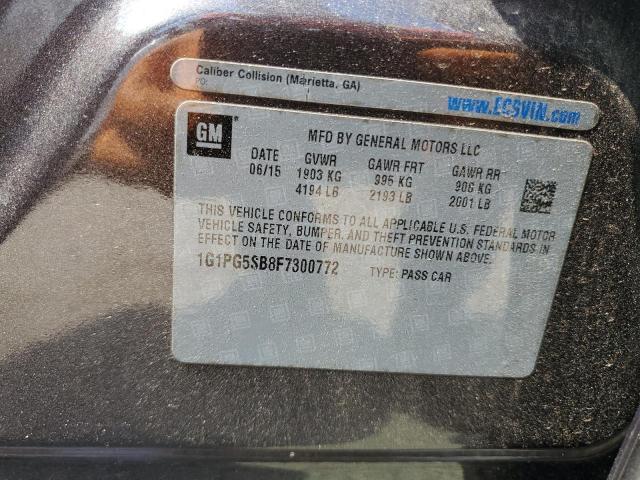 Caliber Collision (Marietta, GA)
PO:
www.ECSVIN.com
GM
MFD BY GENERAL MOTORS LLC
DATE GVWR GAWR FRT GAWR RR
06/15 1903 KG 995 KG 906 KG
4194 LB 2193 LB 2001 LB
THIS VEHICLE CONFORMS TO ALL APPLICABLE U.S. FEDERAL MOTOR
VEHICLE SAFETY, BUMPER, AND THEFT PREVENTION STANDARDS IN
EFFECT ON THE DATE OF MANUFACTURE SHOWN ABOVE.
1G1PG5SB8F7300772 TYPE: PASS CAR